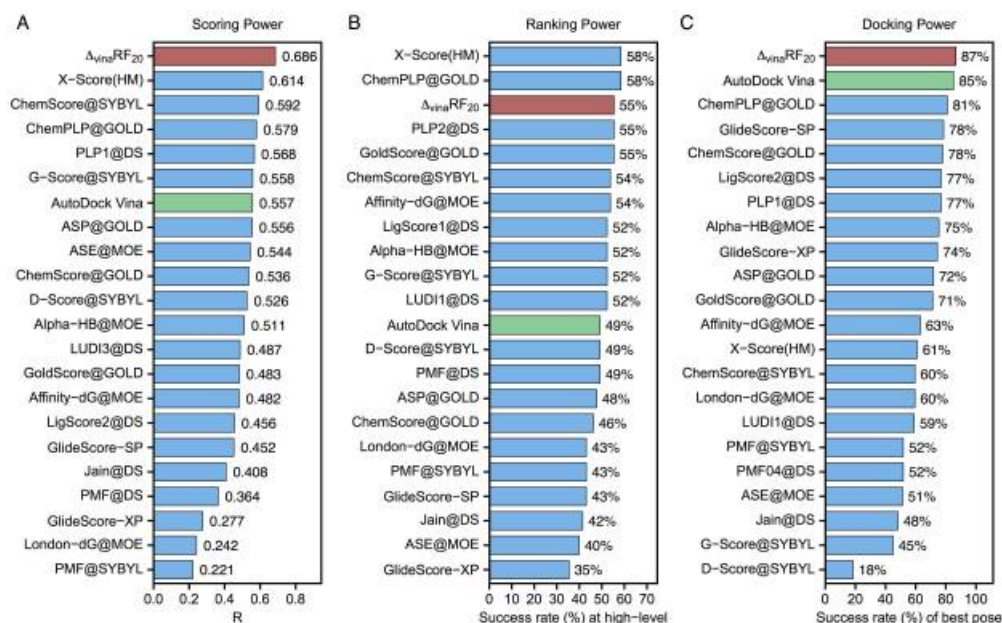 A
Scoring Power
ΔvinaRF20 0.686
X-Score(HM) 0.614
ChemScore@SYBYL 0.592
ChemPLP@GOLD 0.579
PLP1@DS 0.568
G-Score@SYBYL 0.558
AutoDock Vina 0.557
ASP@GOLD 0.556
ASE@MOE 0.544
ChemScore@GOLD 0.536
D-Score@SYBYL 0.526
Alpha-HB@MOE 0.511
LUDI3@DS 0.487
GoldScore@GOLD 0.483
Affinity-dG@MOE 0.482
LigScore2@DS 0.456
GlideScore-SP 0.452
Jain@DS 0.408
PMF@DS 0.364
GlideScore-XP 0.277
London-dG@MOE 0.242
PMF@SYBYL 0.221
0.0 0.2 0.4 0.6 0.8 1.0
R
B
Ranking Power
X-Score(HM) 58%
ChemPLP@GOLD 58%
ΔvinaRF20 55%
PLP2@DS 55%
GoldScore@GOLD 55%
ChemScore@SYBYL 54%
Affinity-dG@MOE 54%
LigScore1@DS 52%
Alpha-HB@MOE 52%
G-Score@SYBYL 52%
LUDI1@DS 52%
AutoDock Vina 49%
D-Score@SYBYL 49%
PMF@DS 49%
ASP@GOLD 48%
ChemScore@GOLD 46%
London-dG@MOE 43%
PMF@SYBYL 43%
GlideScore-SP 43%
Jain@DS 42%
ASE@MOE 40%
GlideScore-XP 35%
0 10 20 30 40 50 60 70
Success rate (%) at high-level
C
Docking Power
ΔvinaRF20 87%
AutoDock Vina 85%
ChemPLP@GOLD 81%
GlideScore-SP 78%
ChemScore@GOLD 78%
LigScore2@DS 77%
PLP1@DS 77%
Alpha-HB@MOE 75%
GlideScore-XP 74%
ASP@GOLD 72%
GoldScore@GOLD 71%
Affinity-dG@MOE 63%
X-Score(HM) 61%
ChemScore@SYBYL 60%
London-dG@MOE 60%
LUDI1@DS 59%
PMF@SYBYL 52%
PMF04@DS 52%
ASE@MOE 51%
Jain@DS 48%
G-Score@SYBYL 45%
D-Score@SYBYL 18%
0 20 40 60 80 100
Success rate (%) of best pose